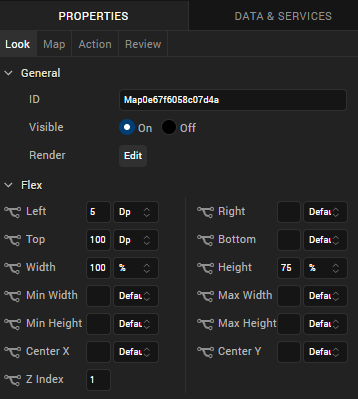 PROPERTIES DATA & SERVICES
Look Map Action Review
General
ID Map0e67f6058c07d4a
Visible On Off
Render Edit
Flex
Left 5 Dp Right Defau
Top 100 Dp Bottom Defau
Width 100 % Height 75 %
Min Width Defau Max Width Defau
Min Height Defau Max Height Defau
Center X Defau Center Y Defau
Z Index 1